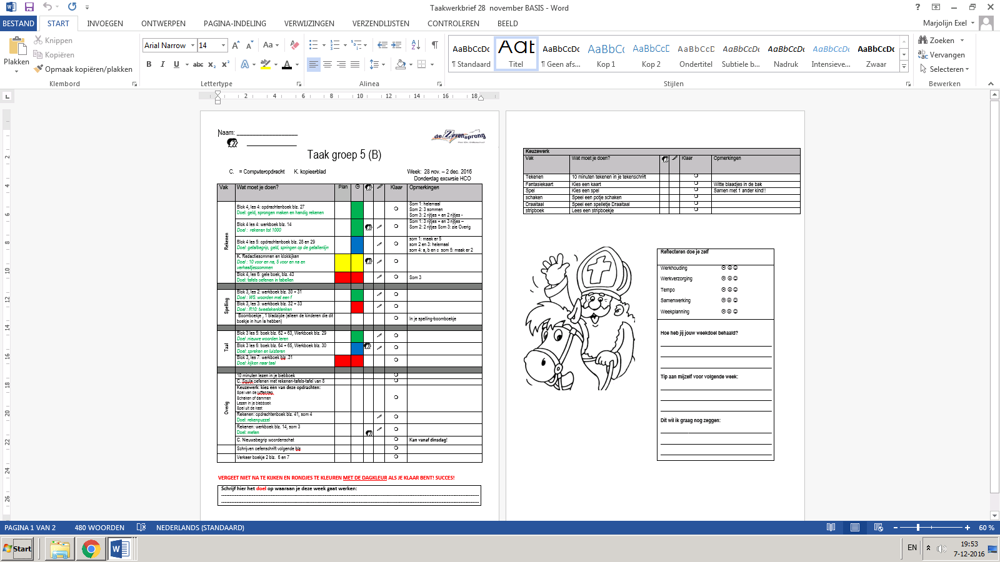 Taakwerkbrief 28 november BASIS - Word
BESTAND START INVOEGEN ONTWERPEN PAGINA-INDELING VERWIJZINGEN VERZENDLIJSTEN CONTROLEREN BEELD
Marjolijn Exel
Plakken
Knippen
Kopiëren
Opmaak kopiëren/plakken
Klembord
Arial Narrow 14
Lettertype
Alinea
AaBbCcDc AaB AaBbCcDc AaBbCc AaBbCcD AaBbCcD AaBbCcDc AaBbCcDc AaBbCcDc AaBbCcDc
¶ Standaard Titel ¶ Geen afs... Kop 1 Kop 2 Ondertitel Subtiele b... Nadruk Intensieve... Zwaar
Stijlen
Zoeken
Vervangen
Selecteren
Bewerken
2 4 6 8 10 12 14 16 18
Naam:
de Zevensprong
Taak groep 5 (B)
C. = Computeropdracht K. kopieerblad
Week: 28 nov. – 2 dec. 2016
Donderdag excursie HCO
Vak Wat moet je doen? Plan Klaar Opmerkingen
Rekenen
Blok 4, les 4: opdrachtenboek blz. 27
Doel: geld, sprongen maken en handig rekenen
Som 1: helemaal
Som 2: 3 sommen
Som 3: 2 rijtjes + en 2 rijtjes -
Blok 4 les 4: werkboek blz. 14
Doel : rekenen tot 1000
Som 1: 3 rijtjes + en 3 rijtjes –
Som 2: 2 rijtjes Som 3: zie Overig
Blok 4 les 5: opdrachtenboek blz. 28 en 29
Doel: getalbegrip, geld, springen op de getallenlijn
som 1: maak er 5
som 2 en 3: helemaal
som 4: a, b en c som 5: maak er 2
K. Redactiesommen en klokkijken
Doel : 10 voor en na, 5 voor en na en
verhaaltjessommen
Blok 4, les 6: gele boek, blz. 43
Doel: tafels oefenen in tabellen
Som 3
Spelling
Blok 3, les 2: werkboek blz. 30 + 31
Doel : W5: woorden met een f
Blok 3, les 3: werkboek blz. 32 + 33
Doel : R10: tweetekenklanken
¨Boomboekje¨, 1 bladzijde (alleen de kinderen die dit
boekje in hun la hebben)
In je spelling-boomboekje
Taal
Blok 3 les 5: boek blz. 62 + 63, Werkboek blz. 29
Doel :nieuwe woorden leren
Blok 3 les 6: boek blz. 64 + 65, Werkboek blz. 30
Doel: spreken en luisteren
Blok 3, les 7: werkboek blz .31
Doel: kijken naar taal
Overig
10 minuten lezen in je biebboek
C. Squla oefenen met rekenen-tafels-tafel van 8
Keuzewerk: kies een van deze opdrachten:
Spel van de juffendag
Schaken of dammen
Lezen in je biebboek
Spel uit de kast
Rekenen: opdrachtenboek blz. 41, som 4
Doel: rekenpuzzel
Rekenen: werkboek blz. 14, som 3
Doel: meten
C. Nieuwsbegrip woordenschat
Kan vanaf dinsdag!
Schrijven oefenschrift volgende blz.
Verkeer boekje 2 blz. 6 en 7
VERGEET NIET NA TE KIJKEN EN RONDJES TE KLEUREN MET DE DAGKLEUR ALS JE KLAAR BENT! SUCCES!
Schrijf hier het doel op waaraan je deze week gaat werken:
Keuzewerk
Vak Wat moet je doen? Klaar Opmerkingen
Tekenen 10 minuten tekenen in je tekenschrift
Fantasiekaart Kies een kaart Witte blaadjes in de bak
Spel Kies een spel Samen met 1 ander kind!!
schaken Speel een potje schaken
Draaitaal Speel een spelletje Draaitaal
stripboek Lees een stripboekje
Reflecteren doe je zelf
Werkhouding
Werkverzorging
Tempo
Samenwerking
Weekplanning
Hoe heb jij jouw weekdoel behaald?
Tip aan mijzelf voor volgende week:
Dit wil ik graag nog zeggen:
2 4 6 8 10 12 14 16 18 20 22 24 26
PAGINA 1 VAN 2 480 WOORDEN NEDERLANDS (STANDAARD) 60 %
Start
EN
19:53
7-12-2016